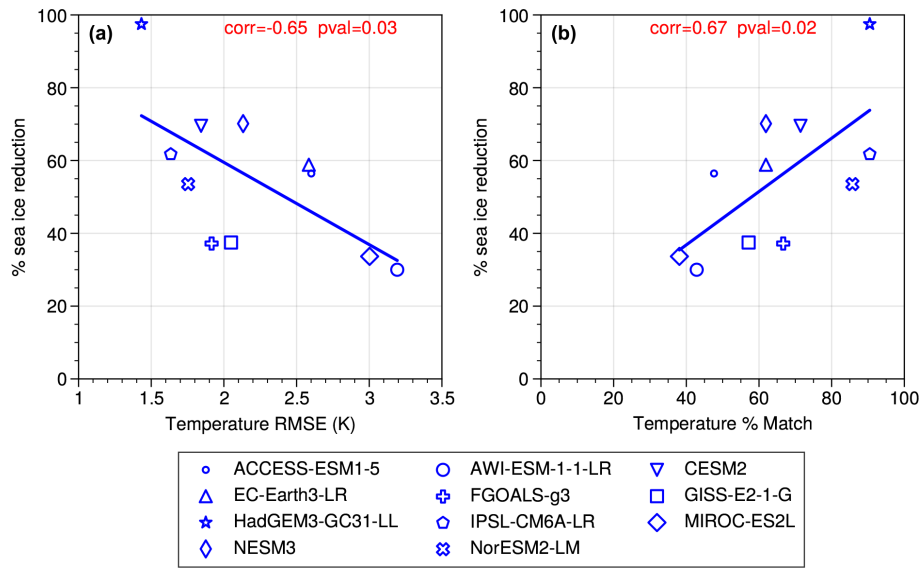 (a) corr=-0.65 pval=0.03
% sea ice reduction
100
80
60
40
20
0
1 1.5 2 2.5 3 3.5
Temperature RMSE (K)
(b) corr=0.67 pval=0.02
% sea ice reduction
100
80
60
40
20
0
0 20 40 60 80 100
Temperature % Match
ACCESS-ESM1-5 AWI-ESM-1-1-LR CESM2
EC-Earth3-LR FGOALS-g3 GISS-E2-1-G
HadGEM3-GC31-LL IPSL-CM6A-LR MIROC-ES2L
NESM3 NorESM2-LM